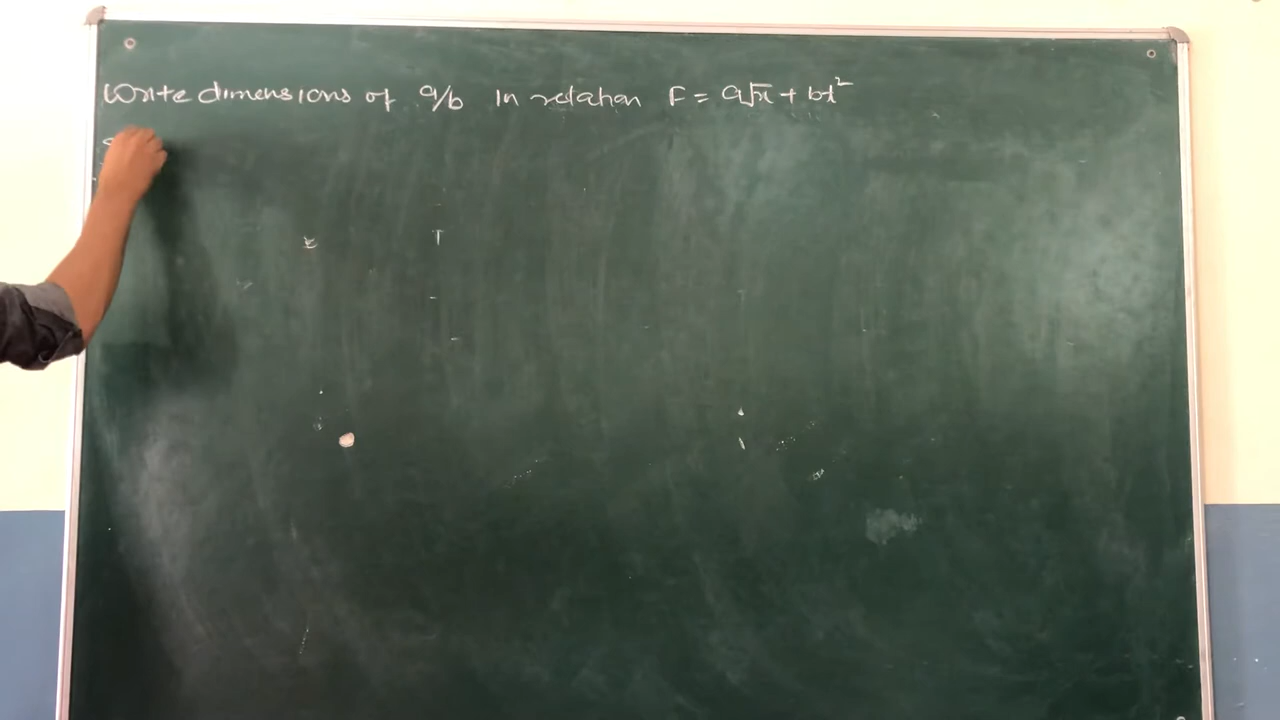 Write dimensions of a/b in relation F = a√x + bt²